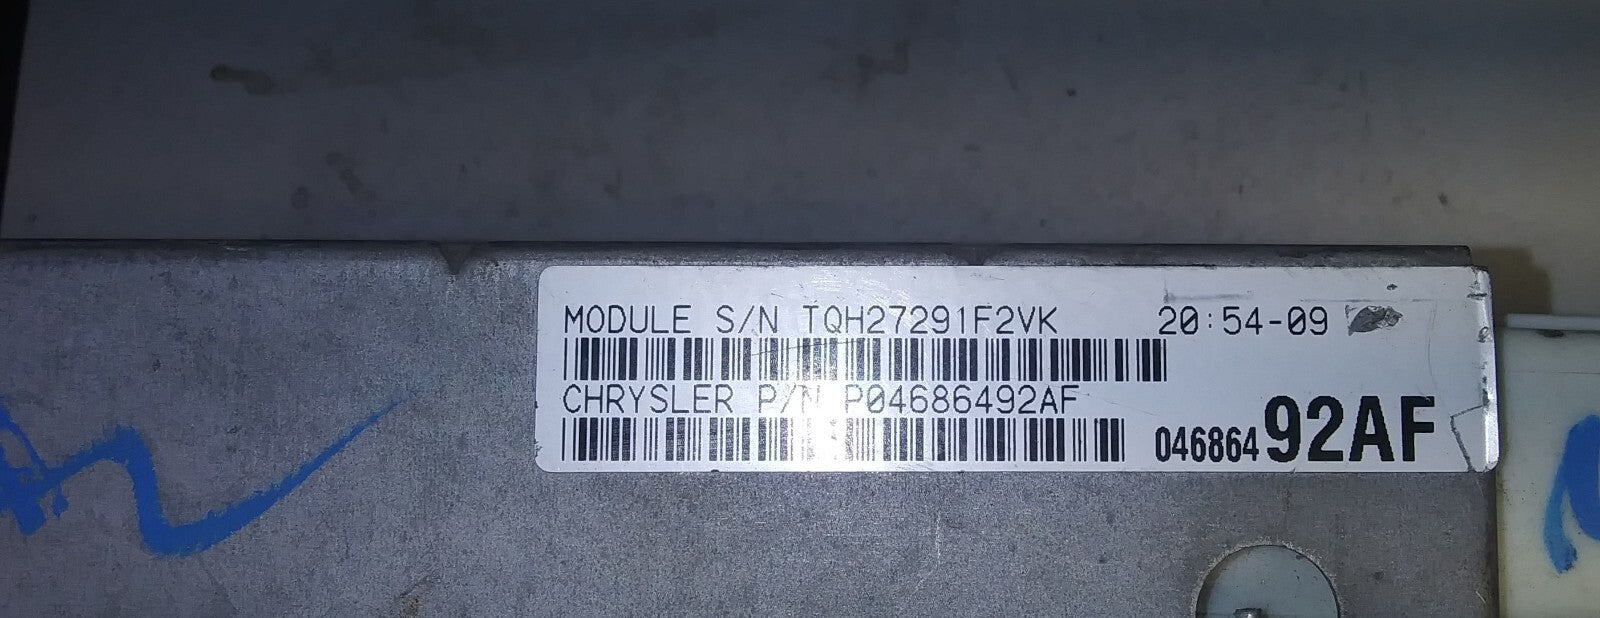 MODULE S/N TQH27291F2VK 20:54-09
CHRYSLER P/N P04686492AF
04686492AF